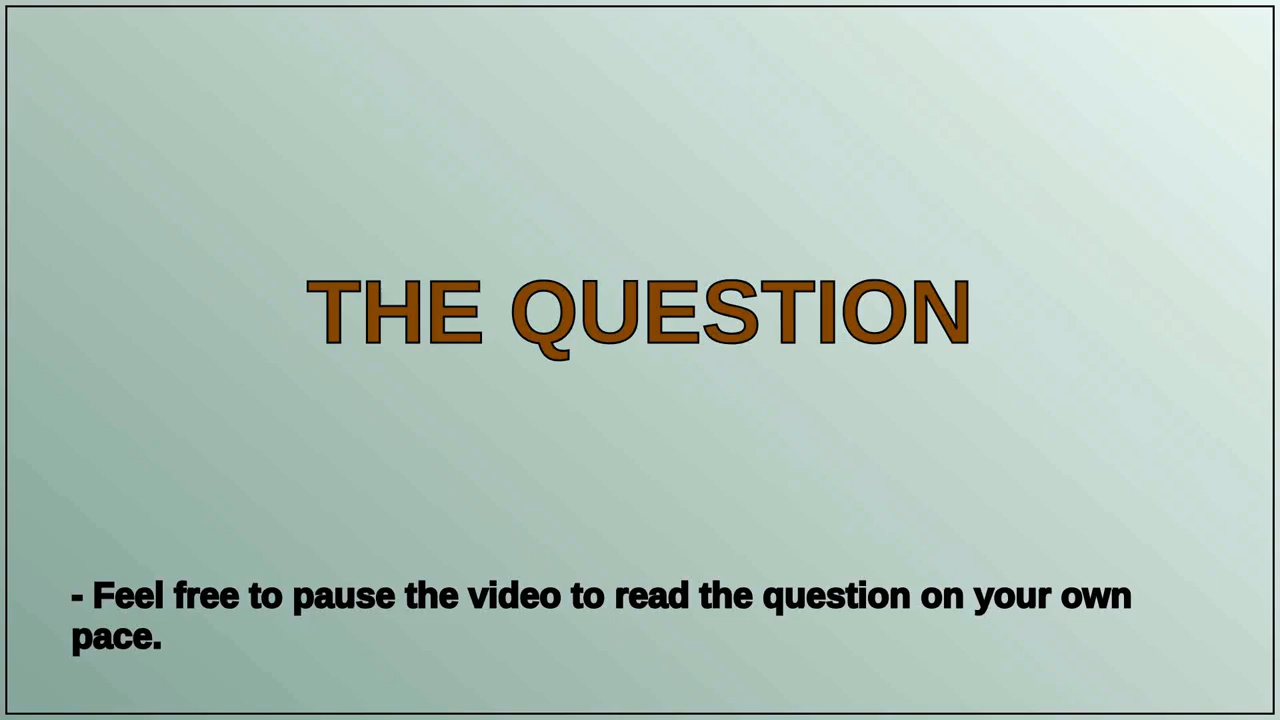 THE QUESTION
- Feel free to pause the video to read the question on your own
pace.